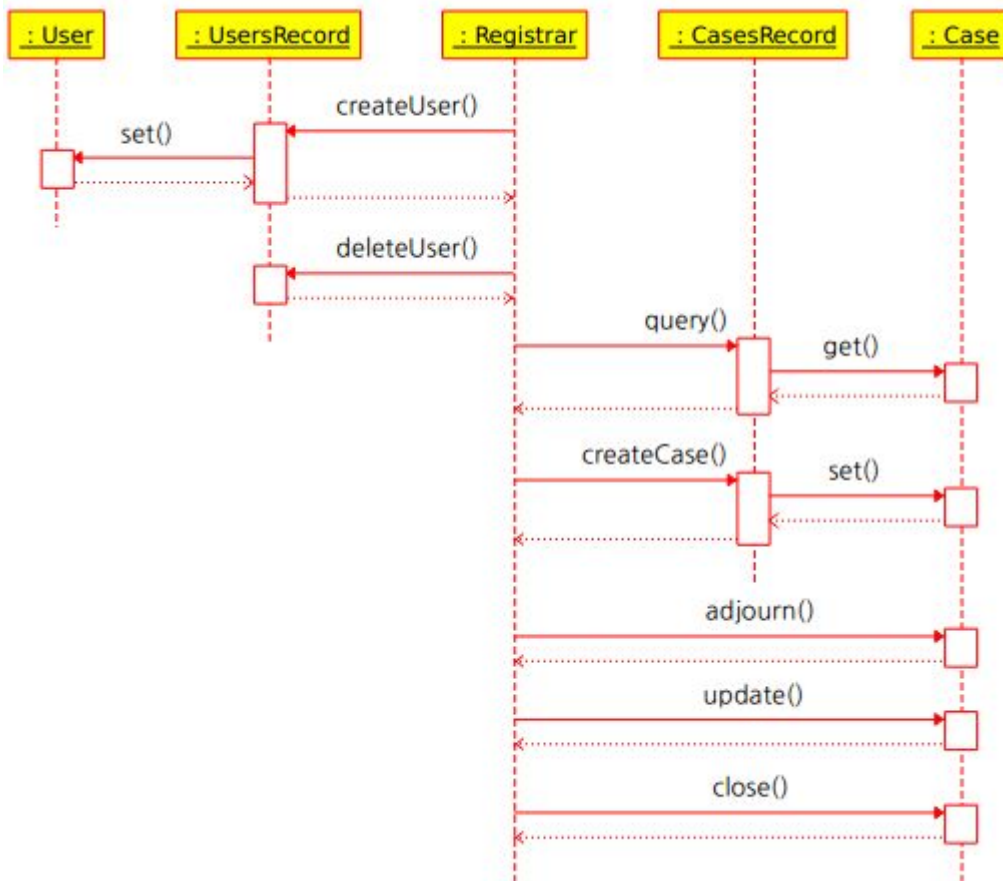 : User
: UsersRecord
: Registrar
: CasesRecord
: Case
createUser()
set()
deleteUser()
query()
get()
createCase()
set()
adjourn()
update()
close()